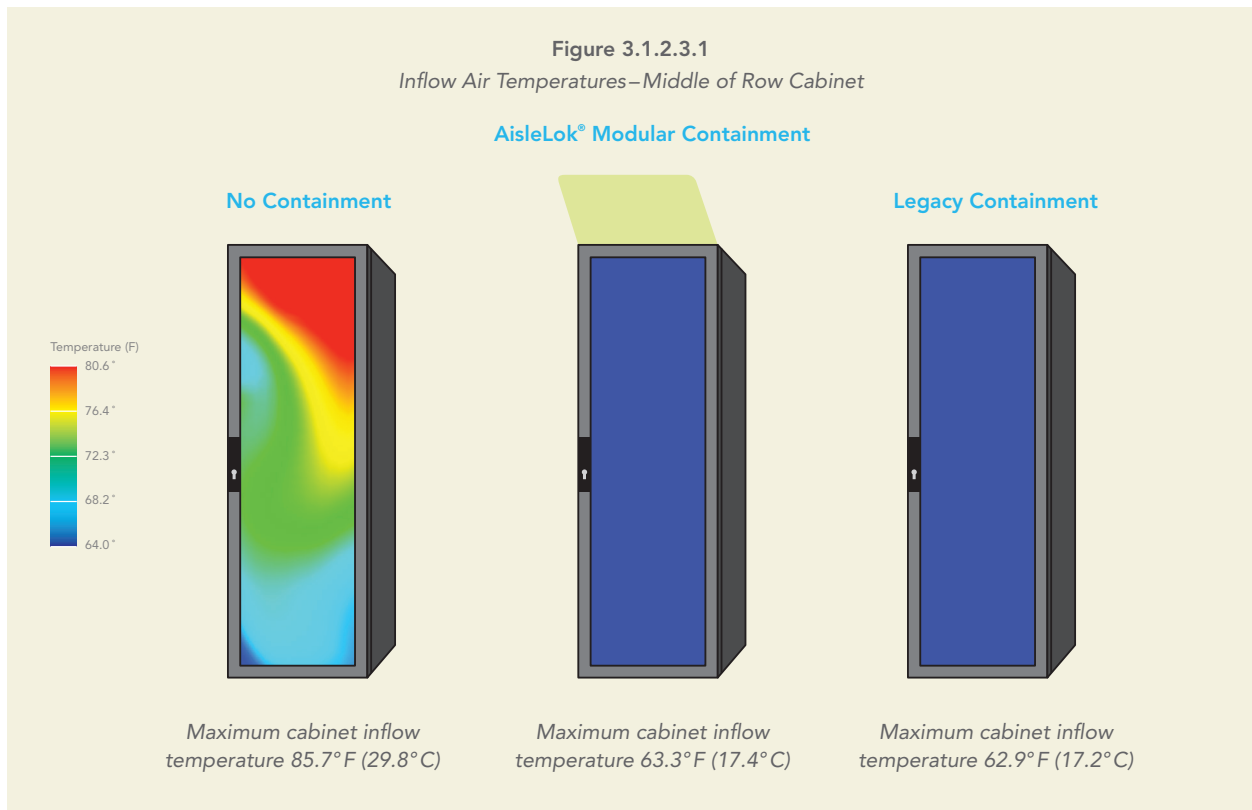 Figure 3.1.2.3.1
Inflow Air Temperatures–Middle of Row Cabinet
AisleLok® Modular Containment
No Containment
Legacy Containment
Temperature (F)
80.6°
76.4°
72.3°
68.2°
64.0°
Maximum cabinet inflow
temperature 85.7°F (29.8°C)
Maximum cabinet inflow
temperature 63.3°F (17.4°C)
Maximum cabinet inflow
temperature 62.9°F (17.2°C)